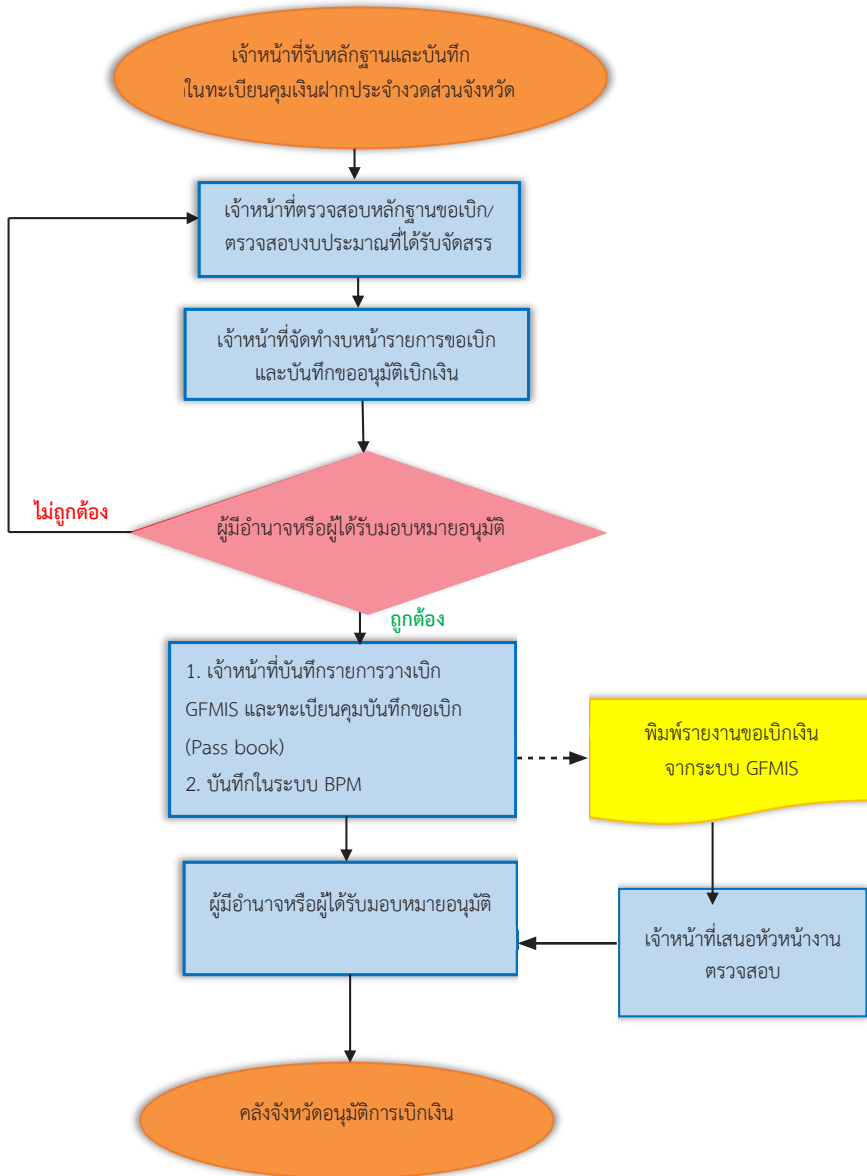 เจ้าหน้าที่รับหลักฐานและบันทึก
ในทะเบียนคุมเงินฝากประจำงวดส่วนจังหวัด
เจ้าหน้าที่ตรวจสอบหลักฐานขอเบิก/
ตรวจสอบงบประมาณที่ได้รับจัดสรร
เจ้าหน้าที่จัดทำงบหน้ารายการขอเบิก
และบันทึกขออนุมัติเบิกเงิน
ไม่ถูกต้อง
ผู้มีอำนาจหรือผู้ได้รับมอบหมายอนุมัติ
ถูกต้อง
1. เจ้าหน้าที่บันทึกรายการวางเบิก
GFMIS และทะเบียนคุมบันทึกขอเบิก
(Pass book)
2. บันทึกในระบบ BPM
พิมพ์รายงานขอเบิกเงิน
จากระบบ GFMIS
ผู้มีอำนาจหรือผู้ได้รับมอบหมายอนุมัติ
เจ้าหน้าที่เสนอหัวหน้างาน
ตรวจสอบ
คลังจังหวัดอนุมัติการเบิกเงิน